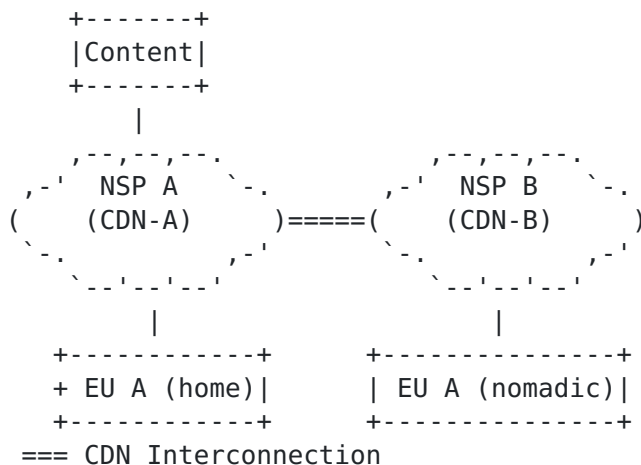 +-------+
     |Content|
     +-------+
         |
     ,--,--,--.             ,--,--,--.
  ,-'   NSP A    `-.     ,-'   NSP B    `-.
 (     (CDN-A)      )=====(     (CDN-B)      )
  `-.            ,-'     `-.            ,-'
     `--'--'--'             `--'--'--'
          |                      |
    +------------+       +---------------+
    + EU A (home)|       | EU A (nomadic)|
    +------------+       +---------------+
  === CDN Interconnection